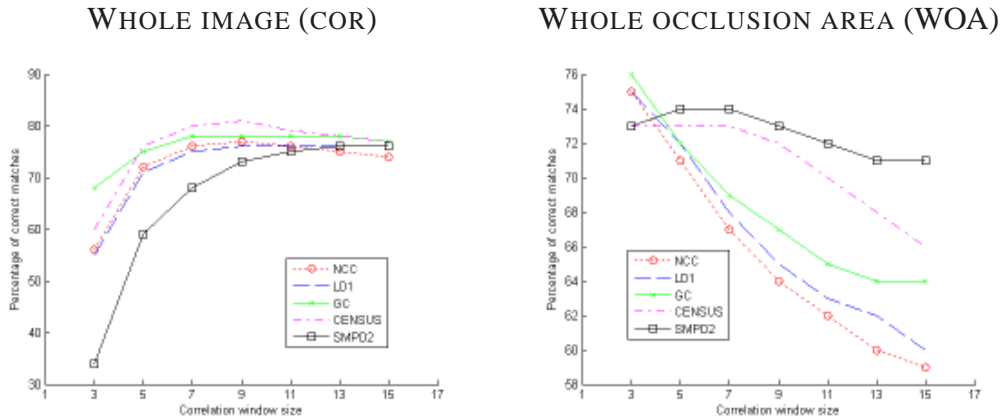 WHOLE IMAGE (COR)
90
80
70
60
50
40
30
Percentage of correct matches
NCC
LD1
GC
CENSUS
SMPD2
1 3 5 7 9 11 13 15 17
Correlation window size
WHOLE OCCLUSION AREA (WOA)
76
74
72
70
68
66
64
62
60
58
Percentage of correct matches
NCC
LD1
GC
CENSUS
SMPD2
1 3 5 7 9 11 13 15 17
Correlation window size